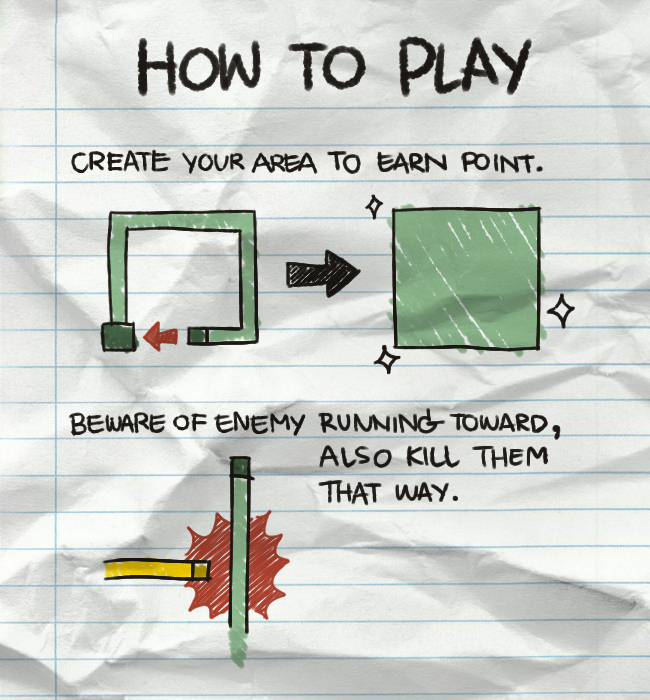 HOW TO PLAY
CREATE YOUR AREA TO EARN POINT.
BEWARE OF ENEMY RUNNING TOWARD,
ALSO KILL THEM
THAT WAY.